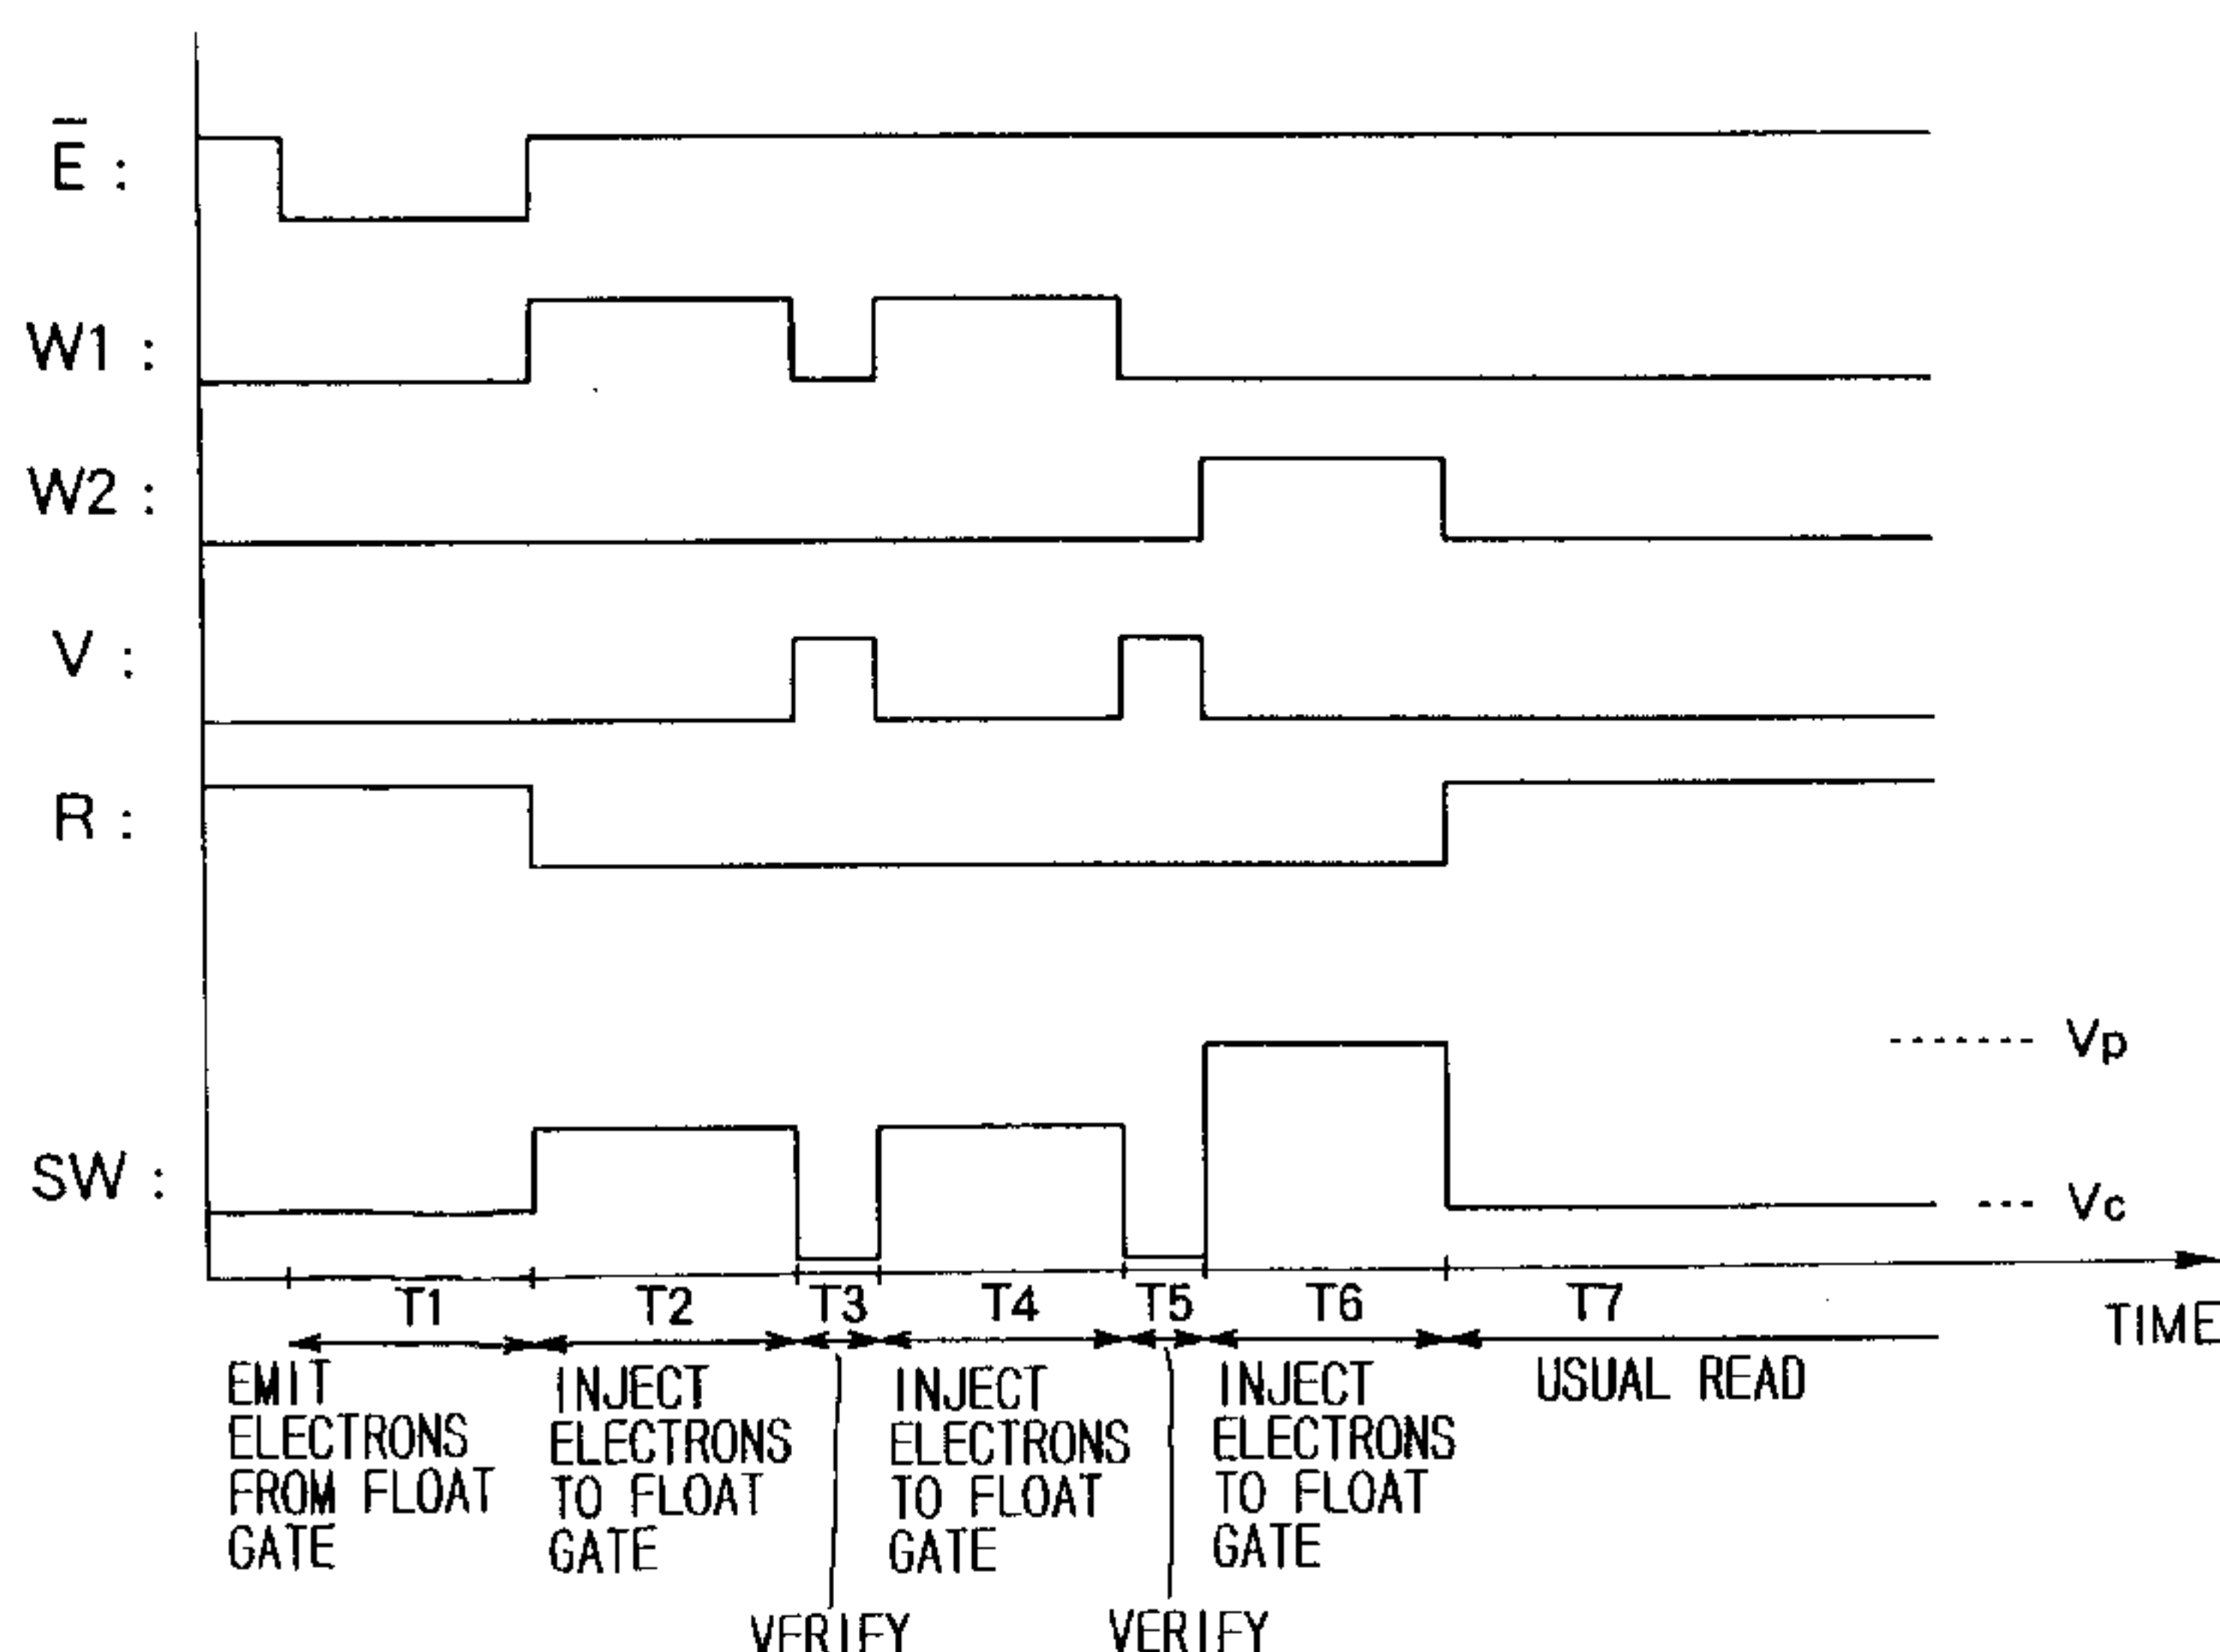 E̅ :
W1 :
W2 :
V :
R :
Vp
SW :
Vc
T1 T2 T3 T4 T5 T6 T7
TIME
EMIT
ELECTRONS
FROM FLOAT
GATE
INJECT
ELECTRONS
TO FLOAT
GATE
VERIFY
INJECT
ELECTRONS
TO FLOAT
GATE
VERIFY
INJECT
ELECTRONS
TO FLOAT
GATE
USUAL READ